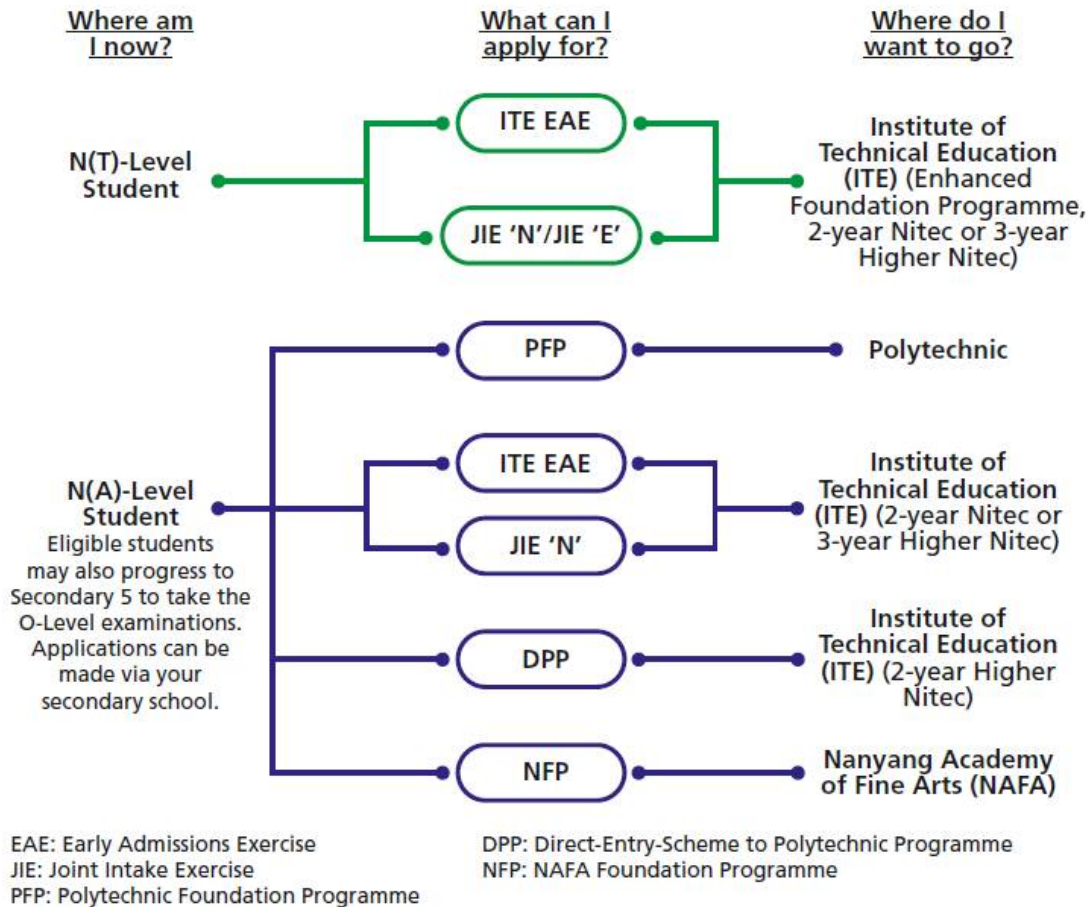 Where am
I now?
What can I
apply for?
Where do I
want to go?
N(T)-Level
Student
ITE EAE
JIE ‘N’/JIE ‘E’
Institute of
Technical Education
(ITE) (Enhanced
Foundation Programme,
2-year Nitec or 3-year
Higher Nitec)
N(A)-Level
Student
Eligible students
may also progress to
Secondary 5 to take the
O-Level examinations.
Applications can be
made via your
secondary school.
PFP
Polytechnic
ITE EAE
JIE ‘N’
Institute of
Technical Education
(ITE) (2-year Nitec or
3-year Higher Nitec)
DPP
Institute of
Technical Education
(ITE) (2-year Higher
Nitec)
NFP
Nanyang Academy
of Fine Arts (NAFA)
EAE: Early Admissions Exercise
JIE: Joint Intake Exercise
PFP: Polytechnic Foundation Programme
DPP: Direct-Entry-Scheme to Polytechnic Programme
NFP: NAFA Foundation Programme